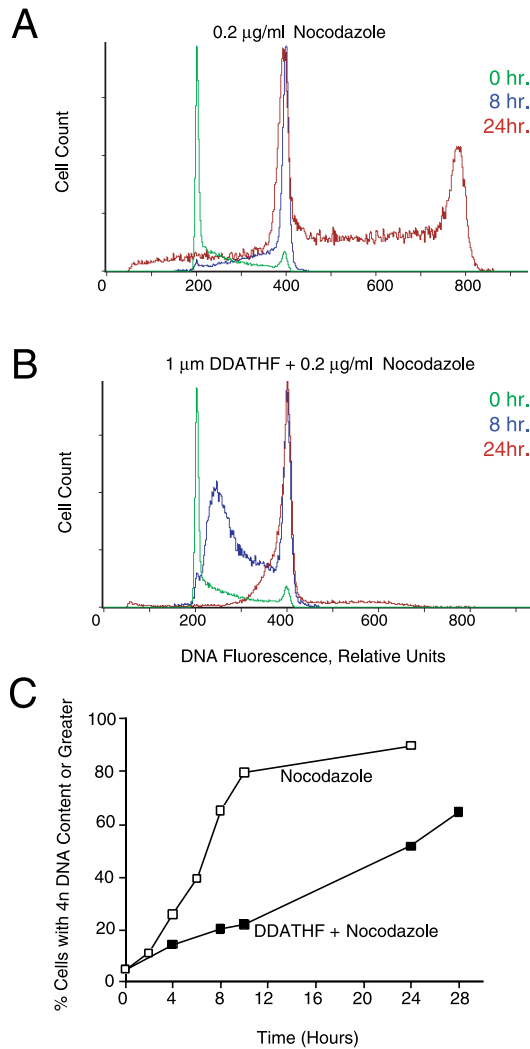 A
0.2 µg/ml Nocodazole
0 hr.
8 hr.
24hr.
Cell Count
0 200 400 600 800
B
1 µm DDATHF + 0.2 µg/ml Nocodazole
0 hr.
8 hr.
24hr.
Cell Count
0 200 400 600 800
DNA Fluorescence, Relative Units
C
% Cells with 4n DNA Content or Greater
100
80
60
40
20
0
Nocodazole
DDATHF + Nocodazole
0 4 8 12 16 20 24 28
Time (Hours)